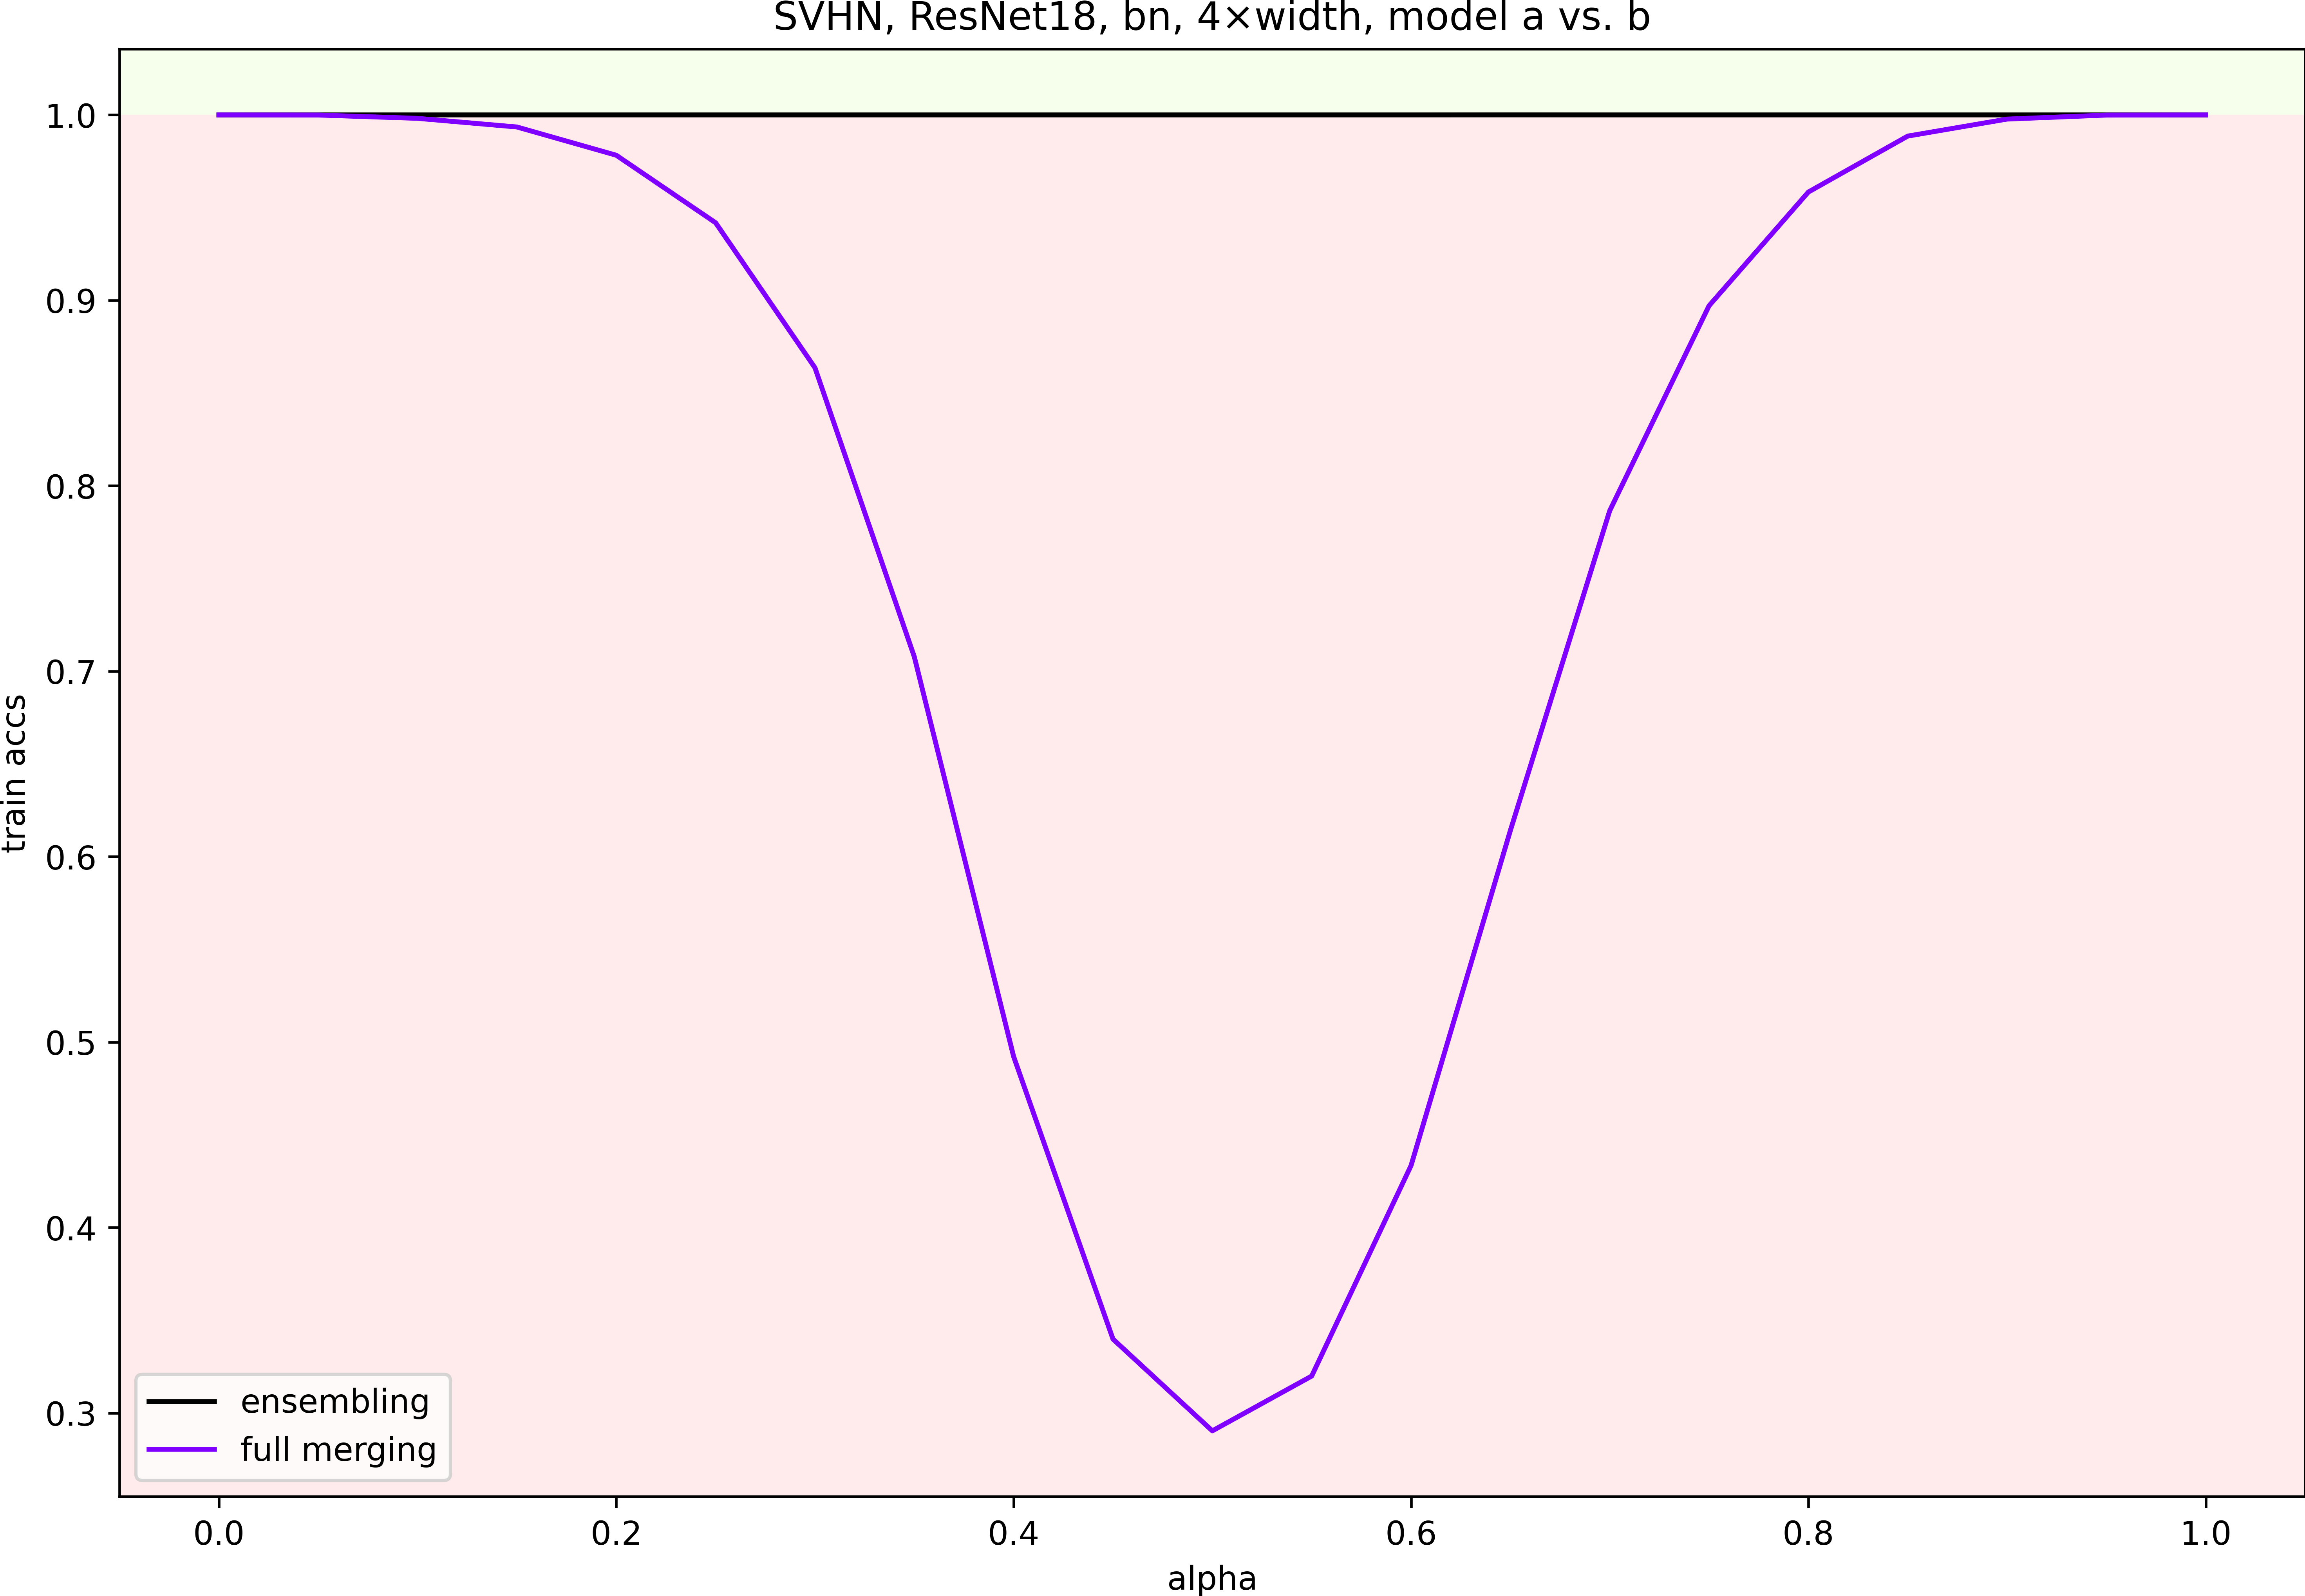 SVHN, ResNet18, bn, 4×width, model a vs. b
1.0
0.9
0.8
0.7
0.6
0.5
0.4
0.3
train accs
ensembling
full merging
0.0 0.2 0.4 0.6 0.8 1.0
alpha